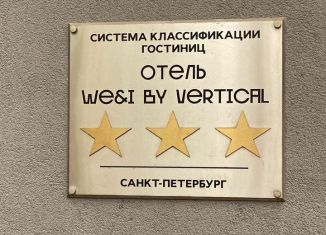 СИСТЕМА КЛАССИФИКАЦИИ
ГОСТИНИЦ
ОТЕЛЬ
WE&I BY VERTICAL
САНКТ-ПЕТЕРБУРГ